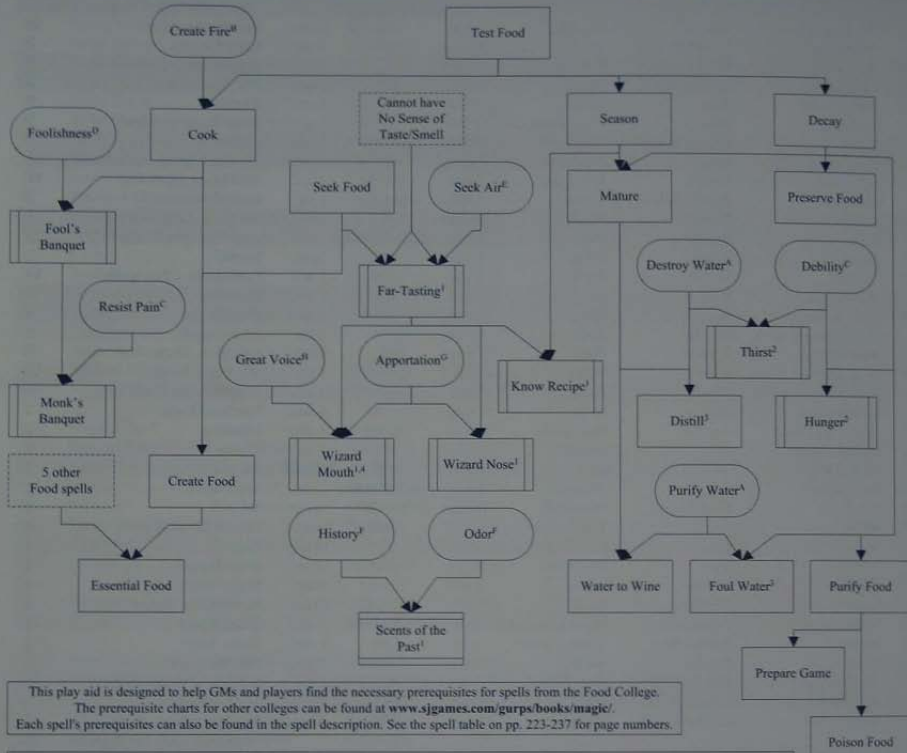 Create Fire^H
Test Food
Cannot have
No Sense of
Taste/Smell
Season
Decay
Cook
Foolishness^D
Seek Food
Seek Air^E
Mature
Preserve Food
Fool's
Banquet
Destroy Water^A
Debility^C
Far-Tasting^1
Resist Pain^C
Thirst^2
Great Voice^H
Apportation^G
Know Recipe^1
Monk's
Banquet
Distill^3
Hunger^2
Wizard
Mouth^1,4
Wizard Nose^1
5 other
Food spells
Create Food
Purify Water^A
History^F
Odor^F
Essential Food
Water to Wine
Foul Water^3
Purify Food
Scents of the
Past^1
Prepare Game
This play aid is designed to help GMs and players find the necessary prerequisites for spells from the Food College.
The prerequisite charts for other colleges can be found at www.sjgames.com/gurps/books/magic/.
Each spell's prerequisites can also be found in the spell description. See the spell table on pp. 223-237 for page numbers.
Poison Food